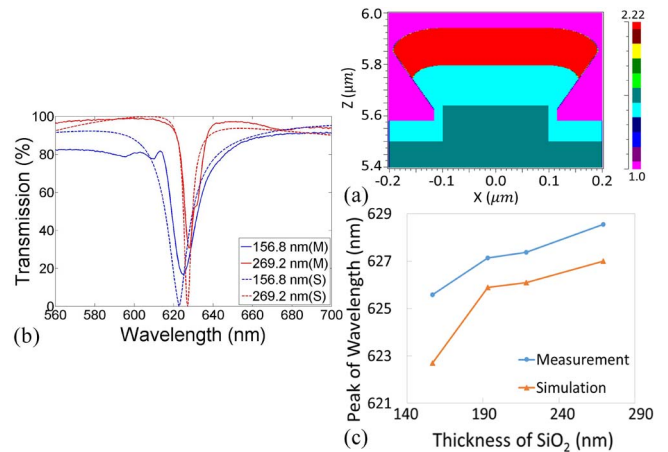 6.0
5.8
5.6
5.4
Z (μm)
-0.2
-0.1
0.0
0.1
0.2
X (μm)
2.22
1.0
(a)
100
80
60
40
20
0
Transmission (%)
560
580
600
620
640
660
680
700
Wavelength (nm)
156.8 nm(M)
269.2 nm(M)
156.8 nm(S)
269.2 nm(S)
(b)
629
627
625
623
621
Peak of Wavelength (nm)
Measurement
Simulation
140
190
240
290
Thickness of SiO₂ (nm)
(c)